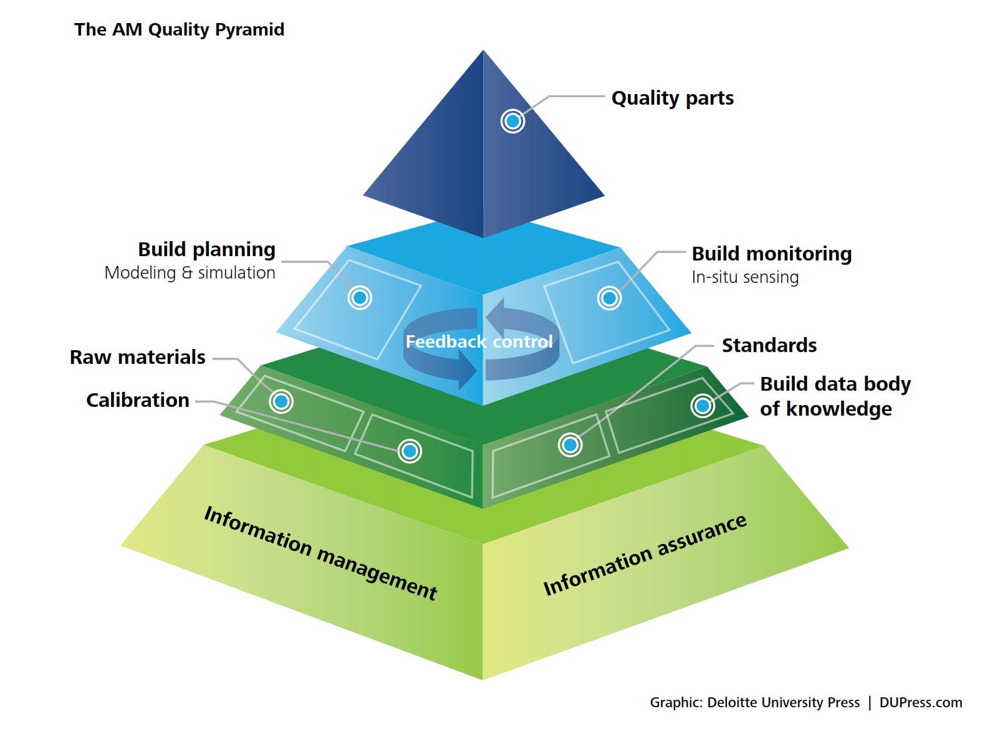 The AM Quality Pyramid
Quality parts
Build planning
Modeling & simulation
Build monitoring
In-situ sensing
Feedback control
Standards
Raw materials
Build data body
of knowledge
Calibration
Information management
Information assurance
Graphic: Deloitte University Press | DUPress.com